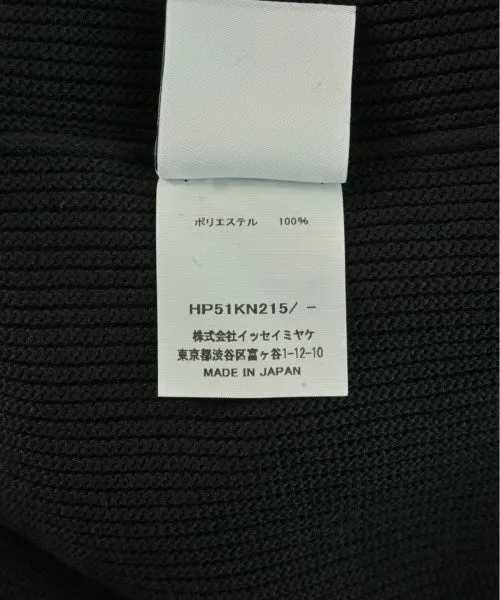 ポリエステル 100%
HP51KN215/ -
株式会社イッセイミヤケ
東京都渋谷区富ヶ谷1-12-10
MADE IN JAPAN